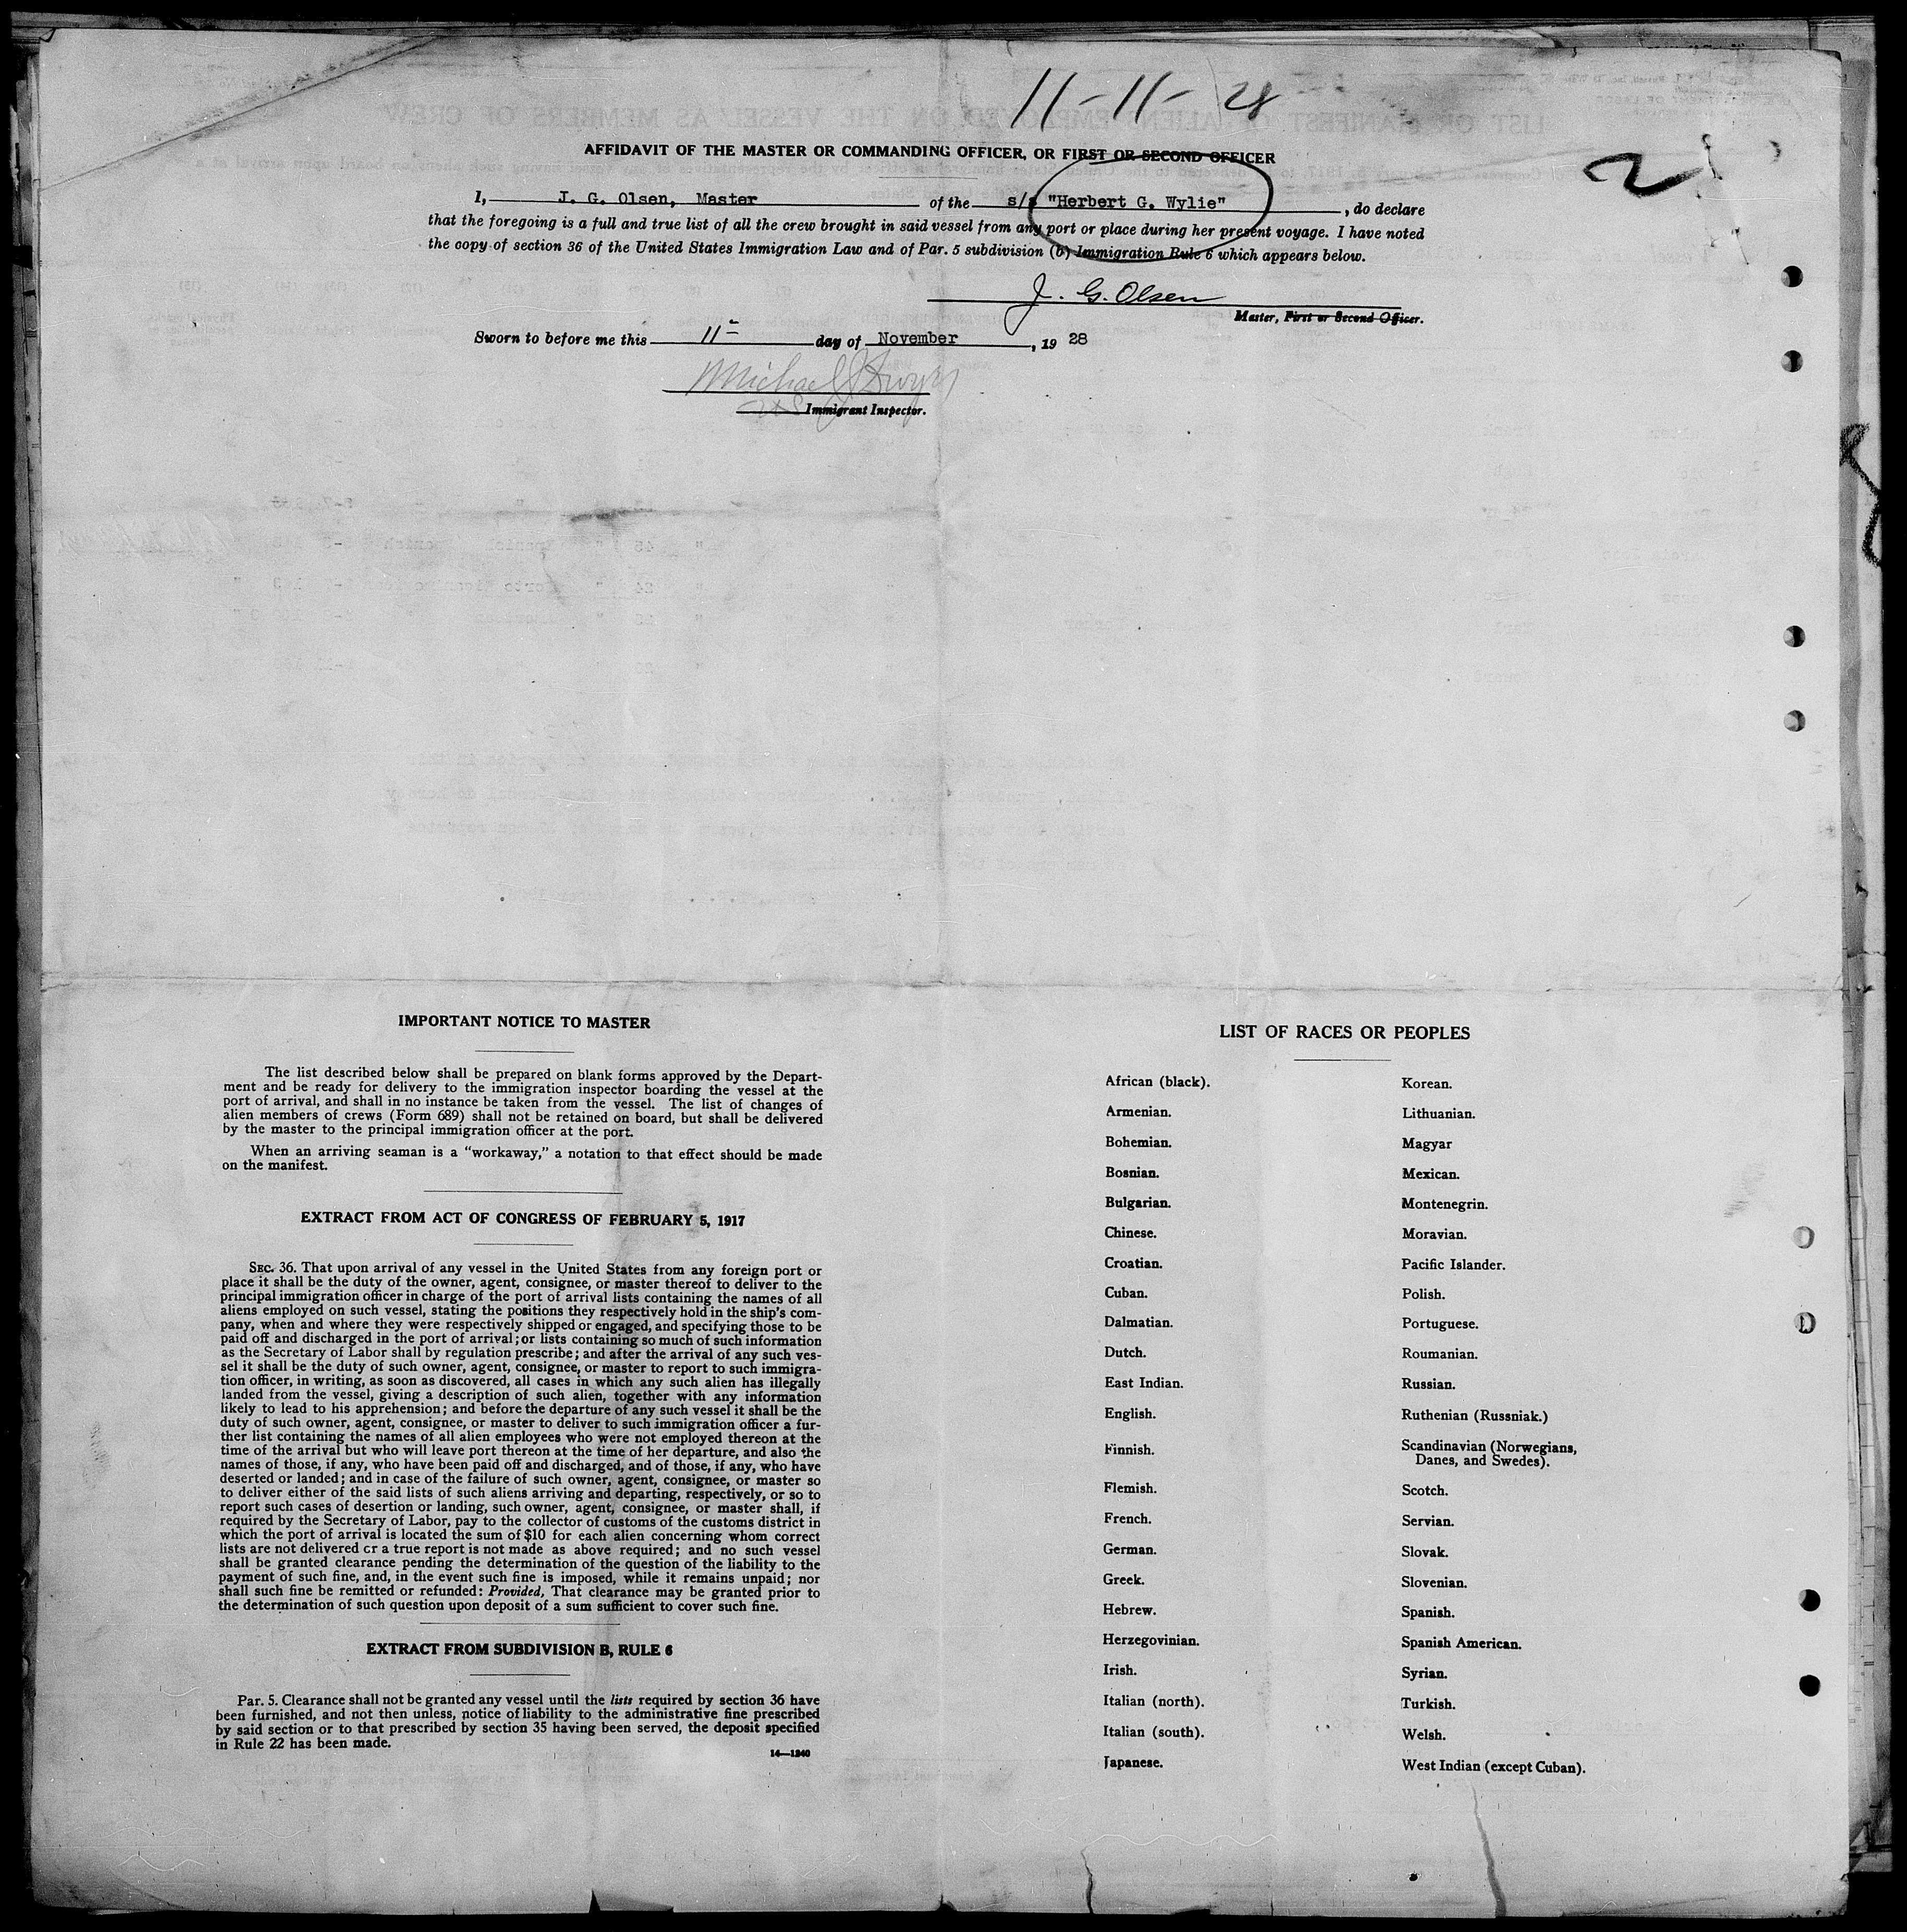 11-11-28
2
AFFIDAVIT OF THE MASTER OR COMMANDING OFFICER, OR FIRST OR SECOND OFFICER
I, J. G. Olsen, Master of the s/s "Herbert G. Wylie", do declare
that the foregoing is a full and true list of all the crew brought in said vessel from any port or place during her present voyage. I have noted
the copy of section 36 of the United States Immigration Law and of Par. 5 subdivision (b) Immigration Rule 6 which appears below.
J. G. Olsen
Master, First or Second Officer.
Sworn to before me this 11 day of November, 19 28
Michael J Dwyer
Immigrant Inspector.
IMPORTANT NOTICE TO MASTER
The list described below shall be prepared on blank forms approved by the Depart-
ment and be ready for delivery to the immigration inspector boarding the vessel at the
port of arrival, and shall in no instance be taken from the vessel. The list of changes of
alien members of crews (Form 689) shall not be retained on board, but shall be delivered
by the master to the principal immigration officer at the port.
When an arriving seaman is a "workaway," a notation to that effect should be made
on the manifest.
EXTRACT FROM ACT OF CONGRESS OF FEBRUARY 5, 1917
SEC. 36. That upon arrival of any vessel in the United States from any foreign port or
place it shall be the duty of the owner, agent, consignee, or master thereof to deliver to the
principal immigration officer in charge of the port of arrival lists containing the names of all
aliens employed on such vessel, stating the positions they respectively hold in the ship's com-
pany, when and where they were respectively shipped or engaged, and specifying those to be
paid off and discharged in the port of arrival; or lists containing so much of such information
as the Secretary of Labor shall by regulation prescribe; and after the arrival of any such ves-
sel it shall be the duty of such owner, agent, consignee, or master to report to such immigra-
tion officer, in writing, as soon as discovered, all cases in which any such alien has illegally
landed from the vessel, giving a description of such alien, together with any information
likely to lead to his apprehension; and before the departure of any such vessel it shall be the
duty of such owner, agent, consignee, or master to deliver to such immigration officer a fur-
ther list containing the names of all alien employees who were not employed thereon at the
time of the arrival but who will leave port thereon at the time of her departure, and also the
names of those, if any, who have been paid off and discharged, and of those, if any, who have
deserted or landed; and in case of the failure of such owner, agent, consignee, or master so
to deliver either of the said lists of such aliens arriving and departing, respectively, or so to
report such cases of desertion or landing, such owner, agent, consignee, or master shall, if
required by the Secretary of Labor, pay to the collector of customs of the customs district in
which the port of arrival is located the sum of $10 for each alien concerning whom correct
lists are not delivered or a true report is not made as above required; and no such vessel
shall be granted clearance pending the determination of the question of the liability to the
payment of such fine, and, in the event such fine is imposed, while it remains unpaid; nor
shall such fine be remitted or refunded: Provided, That clearance may be granted prior to
the determination of such question upon deposit of a sum sufficient to cover such fine.
EXTRACT FROM SUBDIVISION B, RULE 6
Par. 5. Clearance shall not be granted any vessel until the lists required by section 36 have
been furnished, and not then unless, notice of liability to the administrative fine prescribed
by said section or to that prescribed by section 35 having been served, the deposit specified
in Rule 22 has been made.
14—1240
LIST OF RACES OR PEOPLES
African (black).
Armenian.
Bohemian.
Bosnian.
Bulgarian.
Chinese.
Croatian.
Cuban.
Dalmatian.
Dutch.
East Indian.
English.
Finnish.
Flemish.
French.
German.
Greek.
Hebrew.
Herzegovinian.
Irish.
Italian (north).
Italian (south).
Japanese.
Korean.
Lithuanian.
Magyar
Mexican.
Montenegrin.
Moravian.
Pacific Islander.
Polish.
Portuguese.
Roumanian.
Russian.
Ruthenian (Russniak.)
Scandinavian (Norwegians,
Danes, and Swedes).
Scotch.
Servian.
Slovak.
Slovenian.
Spanish.
Spanish American.
Syrian.
Turkish.
Welsh.
West Indian (except Cuban).